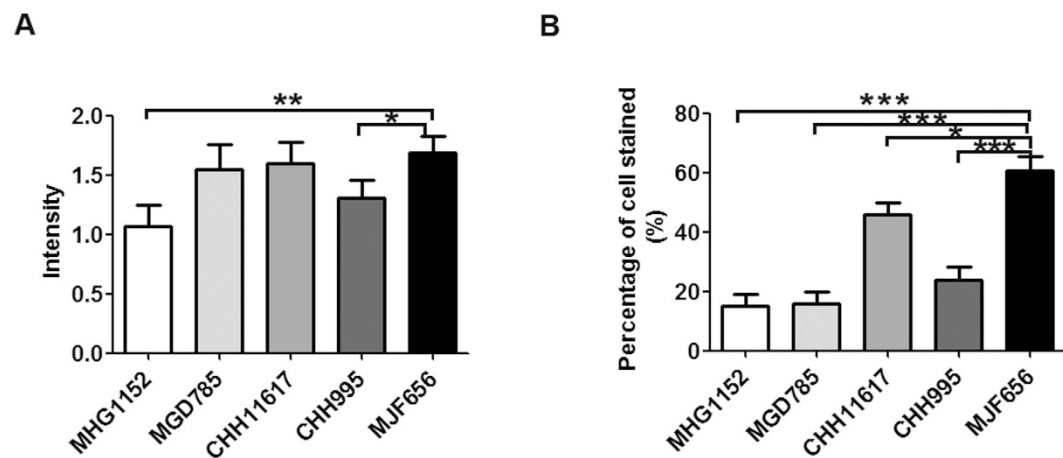 A
Intensity
2.0
1.5
1.0
0.5
0.0
**
*
MHG1152
MGD785
CHH11617
CHH995
MJF656
B
Percentage of cell stained
(%)
80
60
40
20
0
***
***
*
***
MHG1152
MGD785
CHH11617
CHH995
MJF656